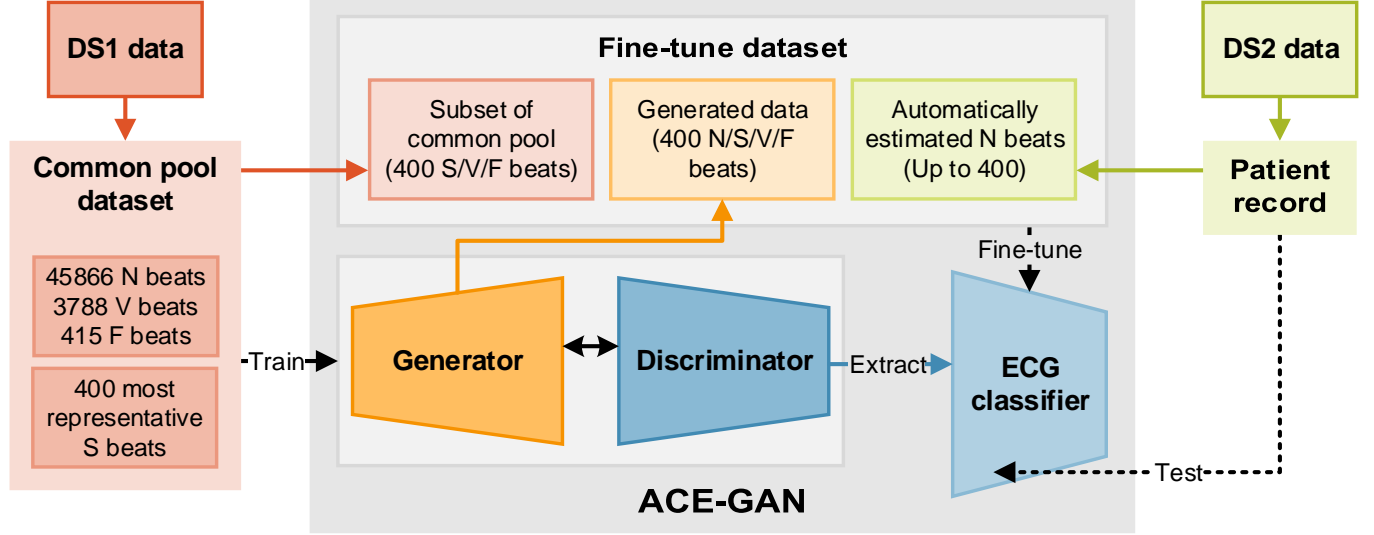 DS1 data
Common pool
dataset
45866 N beats
3788 V beats
415 F beats
400 most
representative
S beats
Train
Fine-tune dataset
Subset of
common pool
(400 S/V/F beats)
Generated data
(400 N/S/V/F
beats)
Automatically
estimated N beats
(Up to 400)
Generator
Discriminator
Extract
Fine-tune
ECG
classifier
ACE-GAN
DS2 data
Patient
record
Test